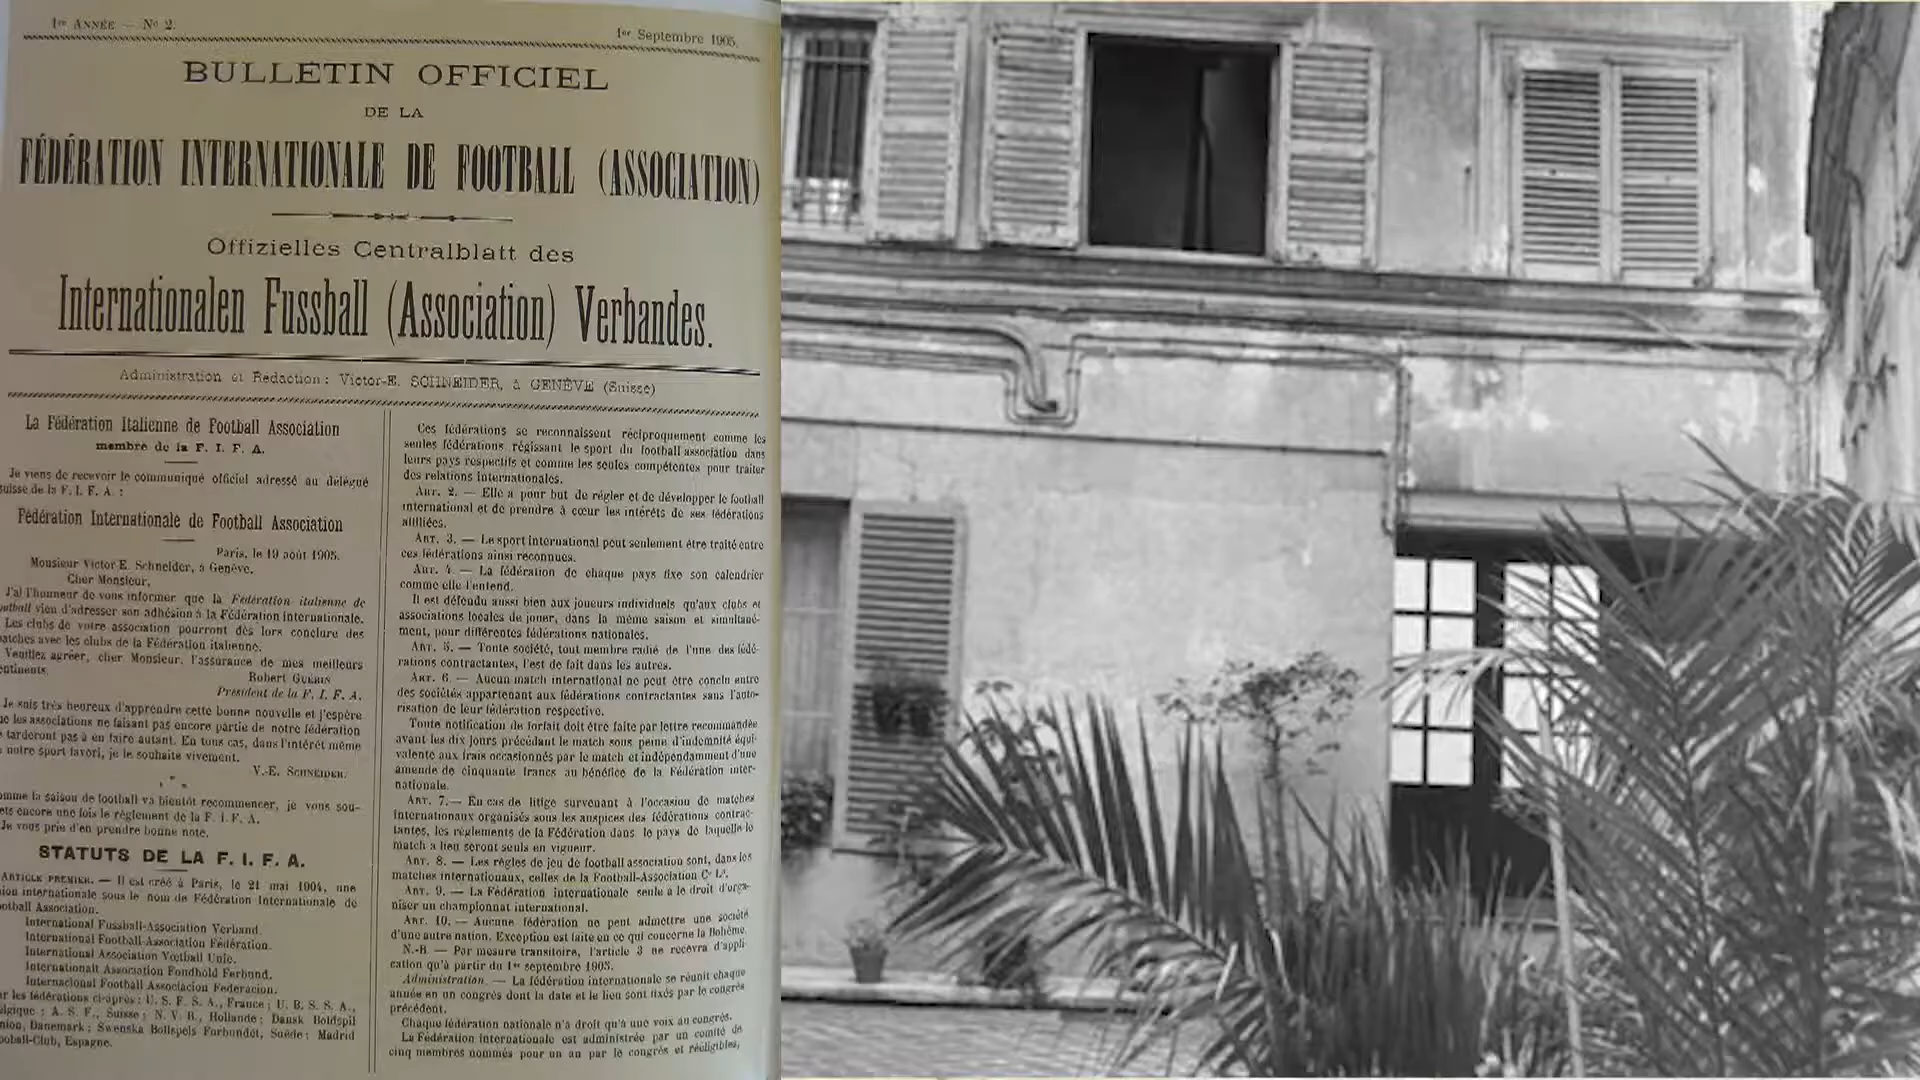 1re ANNÉE — No 2.
1er Septembre 1905.
BULLETIN OFFICIEL
DE LA
FÉDÉRATION INTERNATIONALE DE FOOTBALL (ASSOCIATION)
Offizielles Centralblatt des
Internationalen Fussball (Association) Verbandes.
Administration et Redaction : Victor-E. SCHNEIDER, à GENÈVE (Suisse)
La Fédération Italienne de Football Association
membre de la F. I. F. A.
Je viens de recevoir le communiqué officiel adressé au délégué
suisse de la F. I. F. A. :
Fédération Internationale de Football Association
Paris, le 19 août 1905.
Monsieur Victor E. Schneider, à Genève.
Cher Monsieur,
J'ai l'honneur de vous informer que la Fédération italienne de
football vien d'adresser son adhésion à la Fédération internationale.
Les clubs de votre association pourront dès lors conclure des
matches avec les clubs de la Fédération italienne.
Veuillez agréer, cher Monsieur, l'assurance de mes meilleurs
sentiments.
Robert GUÉRIN
Président de la F. I. F. A.
Je suis très heureux d'apprendre cette bonne nouvelle et j'espère
que les associations ne faisant pas encore partie de notre fédération
tarderont pas à en faire autant. En tous cas, dans l'intérêt même
notre sport favori, je le souhaite vivement.
V.-E. SCHNEIDER.
comme la saison de football va bientôt recommencer, je vous sou-
mets encore une fois le règlement de la F. I. F. A.
Je vous prie d'en prendre bonne note.
STATUTS DE LA F. I. F. A.
ARTICLE PREMIER. — Il est créé à Paris, le 21 mai 1904, une
union internationale sous le nom de Fédération Internationale de
Football Association.
International Fussball-Association Verband.
International Football-Association Fédération.
International Association Vœtball Unie.
Internationalt Association Foudbold Forbund.
Internacional Football Associacion Federacion.
par les fédérations ci-après : U. S. F. S. A., France ; U. B. S. S. A.,
Belgique ; A. S. F., Suisse ; N. V. B., Hollande ; Dansk Boldspil
Union, Danemark ; Swenska Bollspels Forbundet, Suède ; Madrid
Football-Club, Espagne.
Ces fédérations se reconnaissent réciproquement comme les
seules fédérations régissant le sport du football association dans
leurs pays respectifs et comme les seules compétentes pour traiter
des relations internationales.
ART. 2. — Elle a pour but de régler et de développer le football
international et de prendre à cœur les intérêts de ses fédérations
affiliées.
ART. 3. — Le sport international peut seulement être traité entre
ces fédérations ainsi reconnues.
ART. 4. — La fédération de chaque pays fixe son calendrier
comme elle l'entend.
Il est défendu aussi bien aux joueurs individuels qu'aux clubs et
associations locales de jouer, dans la même saison et simultané-
ment, pour différentes fédérations nationales.
ART. 5. — Toute société, tout membre radié de l'une des fédé-
rations contractantes, l'est de fait dans les autres.
ART. 6. — Aucun match international ne peut être conclu entre
des sociétés appartenant aux fédérations contractantes sans l'auto-
risation de leur fédération respective.
Toute notification de forfait doit être faite par lettre recommandée
avant les dix jours précédant le match sous peine d'indemnité équi-
valente aux frais occasionnés par le match et indépendamment d'une
amende de cinquante francs au bénéfice de la Fédération inter-
nationale.
ART. 7. — En cas de litige survenant à l'occasion de matches
internationaux organisés sous les auspices des fédérations contrac-
tantes, les règlements de la Fédération dans le pays de laquelle le
match a lieu seront seuls en vigueur.
ART. 8. — Les règles de jeu de football association sont, dans les
matches internationaux, celles de la Football-Association Cy Ld.
ART. 9. — La Fédération internationale seule a le droit d'orga-
niser un championnat international.
ART. 10. — Aucune fédération ne peut admettre une société
d'une autre nation. Exception est faite en ce qui concerne la Bohême.
N.-B. — Par mesure transitoire, l'article 3 ne recevra d'appli-
cation qu'à partir du 1er septembre 1905.
Administration. — La fédération internationale se réunit chaque
année en un congrès dont la date et le lieu sont fixés par le congrès
précédent.
Chaque fédération nationale n'a droit qu'à une voix au congrès.
La Fédération internationale est administrée par un comité de
cinq membres nommés pour un an par le congrès et rééligibles,